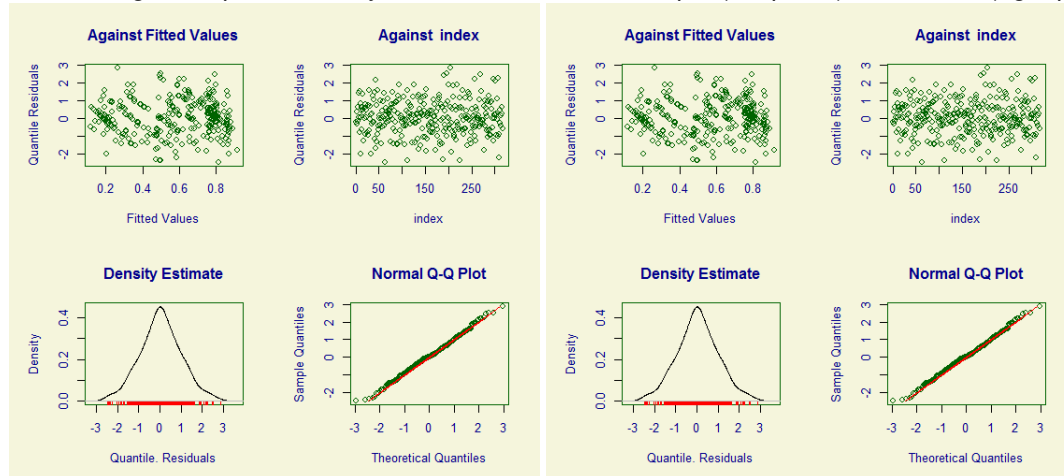 Against Fitted Values
Quantile Residuals
-2 0 1 2 3
0.2 0.4 0.6 0.8
Fitted Values
Against index
Quantile Residuals
-2 0 1 2 3
0 50 150 250
index
Density Estimate
Density
0.0 0.2 0.4
-3 -2 -1 0 1 2 3
Quantile. Residuals
Normal Q-Q Plot
Sample Quantiles
-2 0 1 2 3
-3 -2 -1 0 1 2 3
Theoretical Quantiles
Against Fitted Values
Quantile Residuals
-2 0 1 2 3
0.2 0.4 0.6 0.8
Fitted Values
Against index
Quantile Residuals
-2 0 1 2 3
0 50 150 250
index
Density Estimate
Density
0.0 0.2 0.4
-3 -2 -1 0 1 2 3
Quantile. Residuals
Normal Q-Q Plot
Sample Quantiles
-2 0 1 2 3
-3 -2 -1 0 1 2 3
Theoretical Quantiles